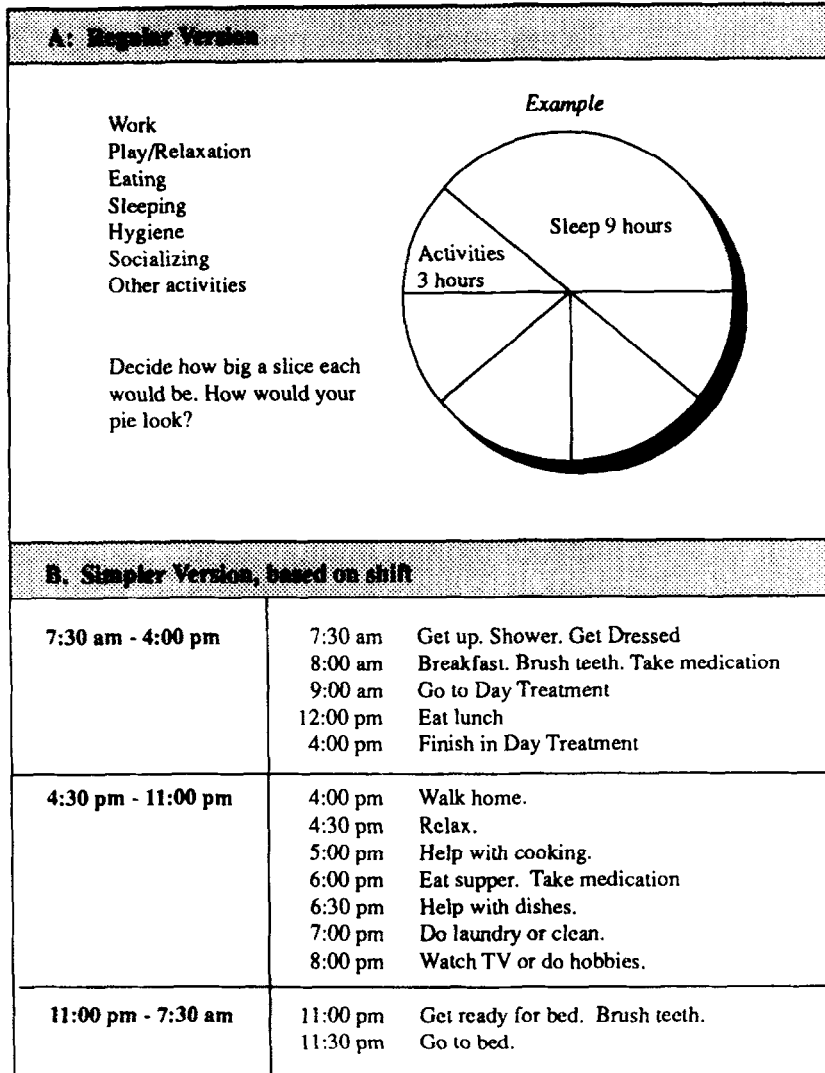 A: Regular Version
Example
Work
Play/Relaxation
Eating
Sleeping
Hygiene
Socializing
Other activities
Sleep 9 hours
Activities
3 hours
Decide how big a slice each
would be. How would your
pie look?
B. Simpler Version, based on shift
7:30 am - 4:00 pm
7:30 am Get up. Shower. Get Dressed
8:00 am Breakfast. Brush teeth. Take medication
9:00 am Go to Day Treatment
12:00 pm Eat lunch
4:00 pm Finish in Day Treatment
4:30 pm - 11:00 pm
4:00 pm Walk home.
4:30 pm Relax.
5:00 pm Help with cooking.
6:00 pm Eat supper. Take medication
6:30 pm Help with dishes.
7:00 pm Do laundry or clean.
8:00 pm Watch TV or do hobbies.
11:00 pm - 7:30 am
11:00 pm Get ready for bed. Brush teeth.
11:30 pm Go to bed.